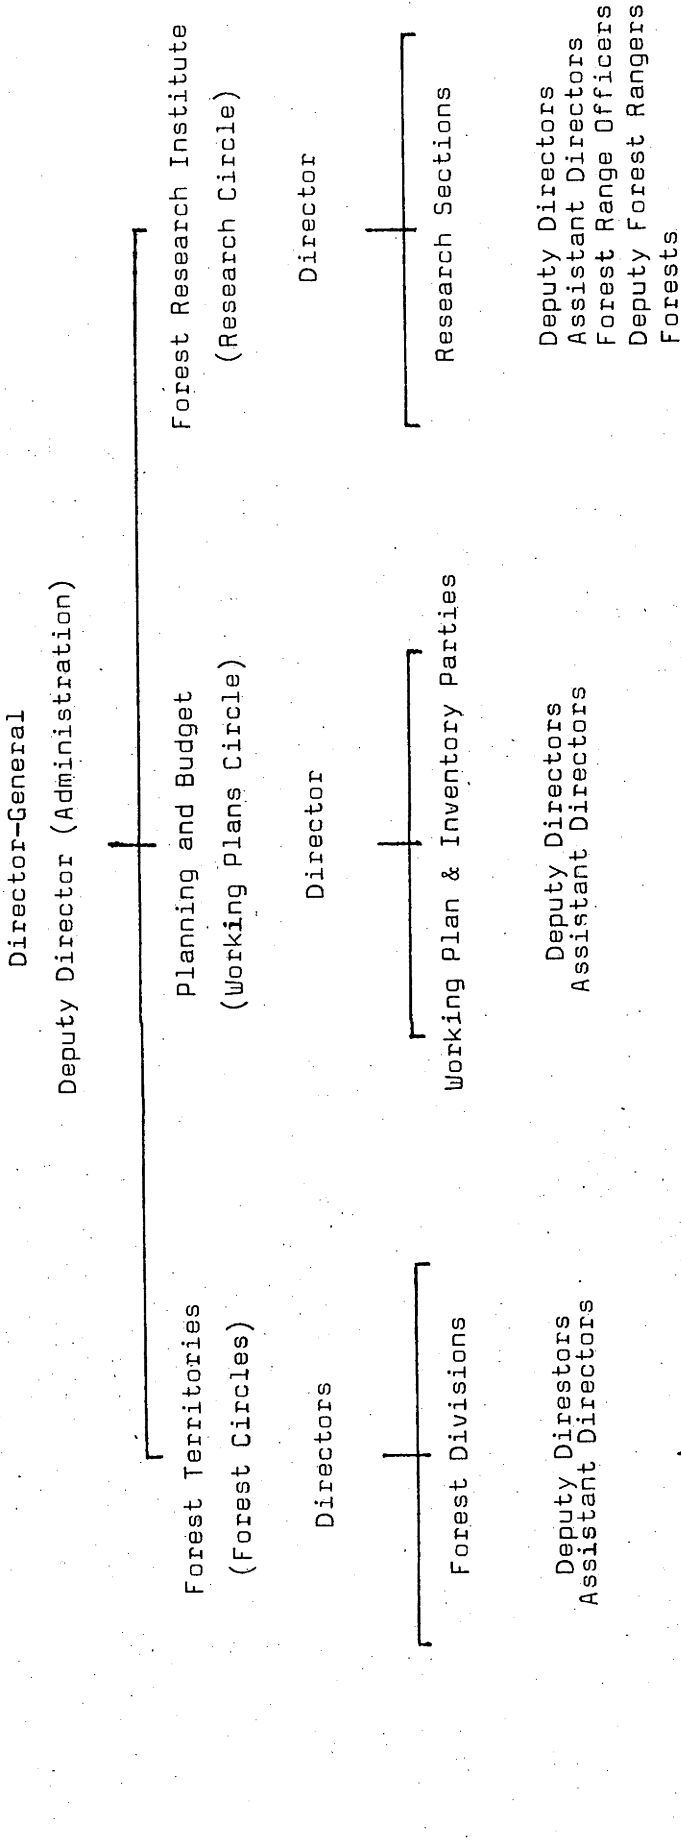 Director-General
Deputy Director (Administration)
Forest Territories
(Forest Circles)
Directors
Forest Divisions
Deputy Direstors
Assistant Directors
Planning and Budget
(Working Plans Circle)
Director
Working Plan & Inventory Parties
Deputy Directors
Assistant Directors
Forest Research Institute
(Research Circle)
Director
Research Sections
Deputy Directors
Assistant Directors
Forest Range Officers
Deputy Forest Rangers
Forests